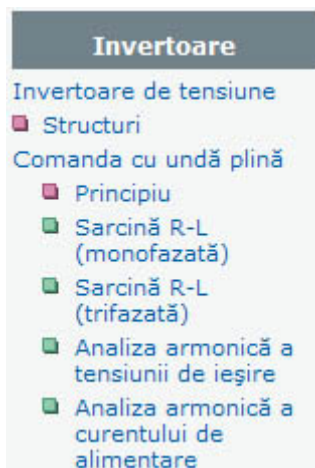 Invertoare
Invertoare de tensiune
Structuri
Comanda cu undă plină
Principiu
Sarcină R-L
(monofazată)
Sarcină R-L
(trifazată)
Analiza armonică a
tensiunii de ieşire
Analiza armonică a
curentului de
alimentare